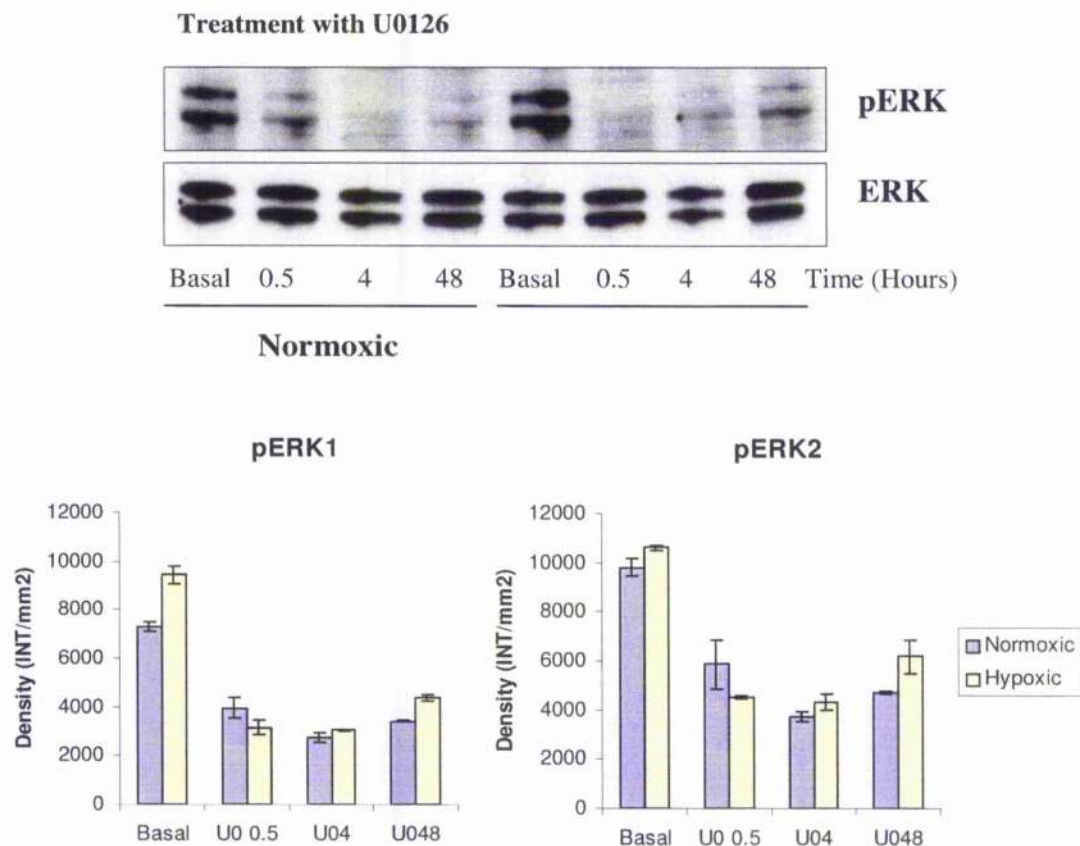 Treatment with U0126
pERK
ERK
Basal 0.5 4 48 Basal 0.5 4 48 Time (Hours)
Normoxic
pERK1
Density (INT/mm2)
12000
10000
8000
6000
4000
2000
0
Basal U0 0.5 U04 U048
pERK2
Density (INT/mm2)
12000
10000
8000
6000
4000
2000
0
Basal U0 0.5 U04 U048
Normoxic
Hypoxic